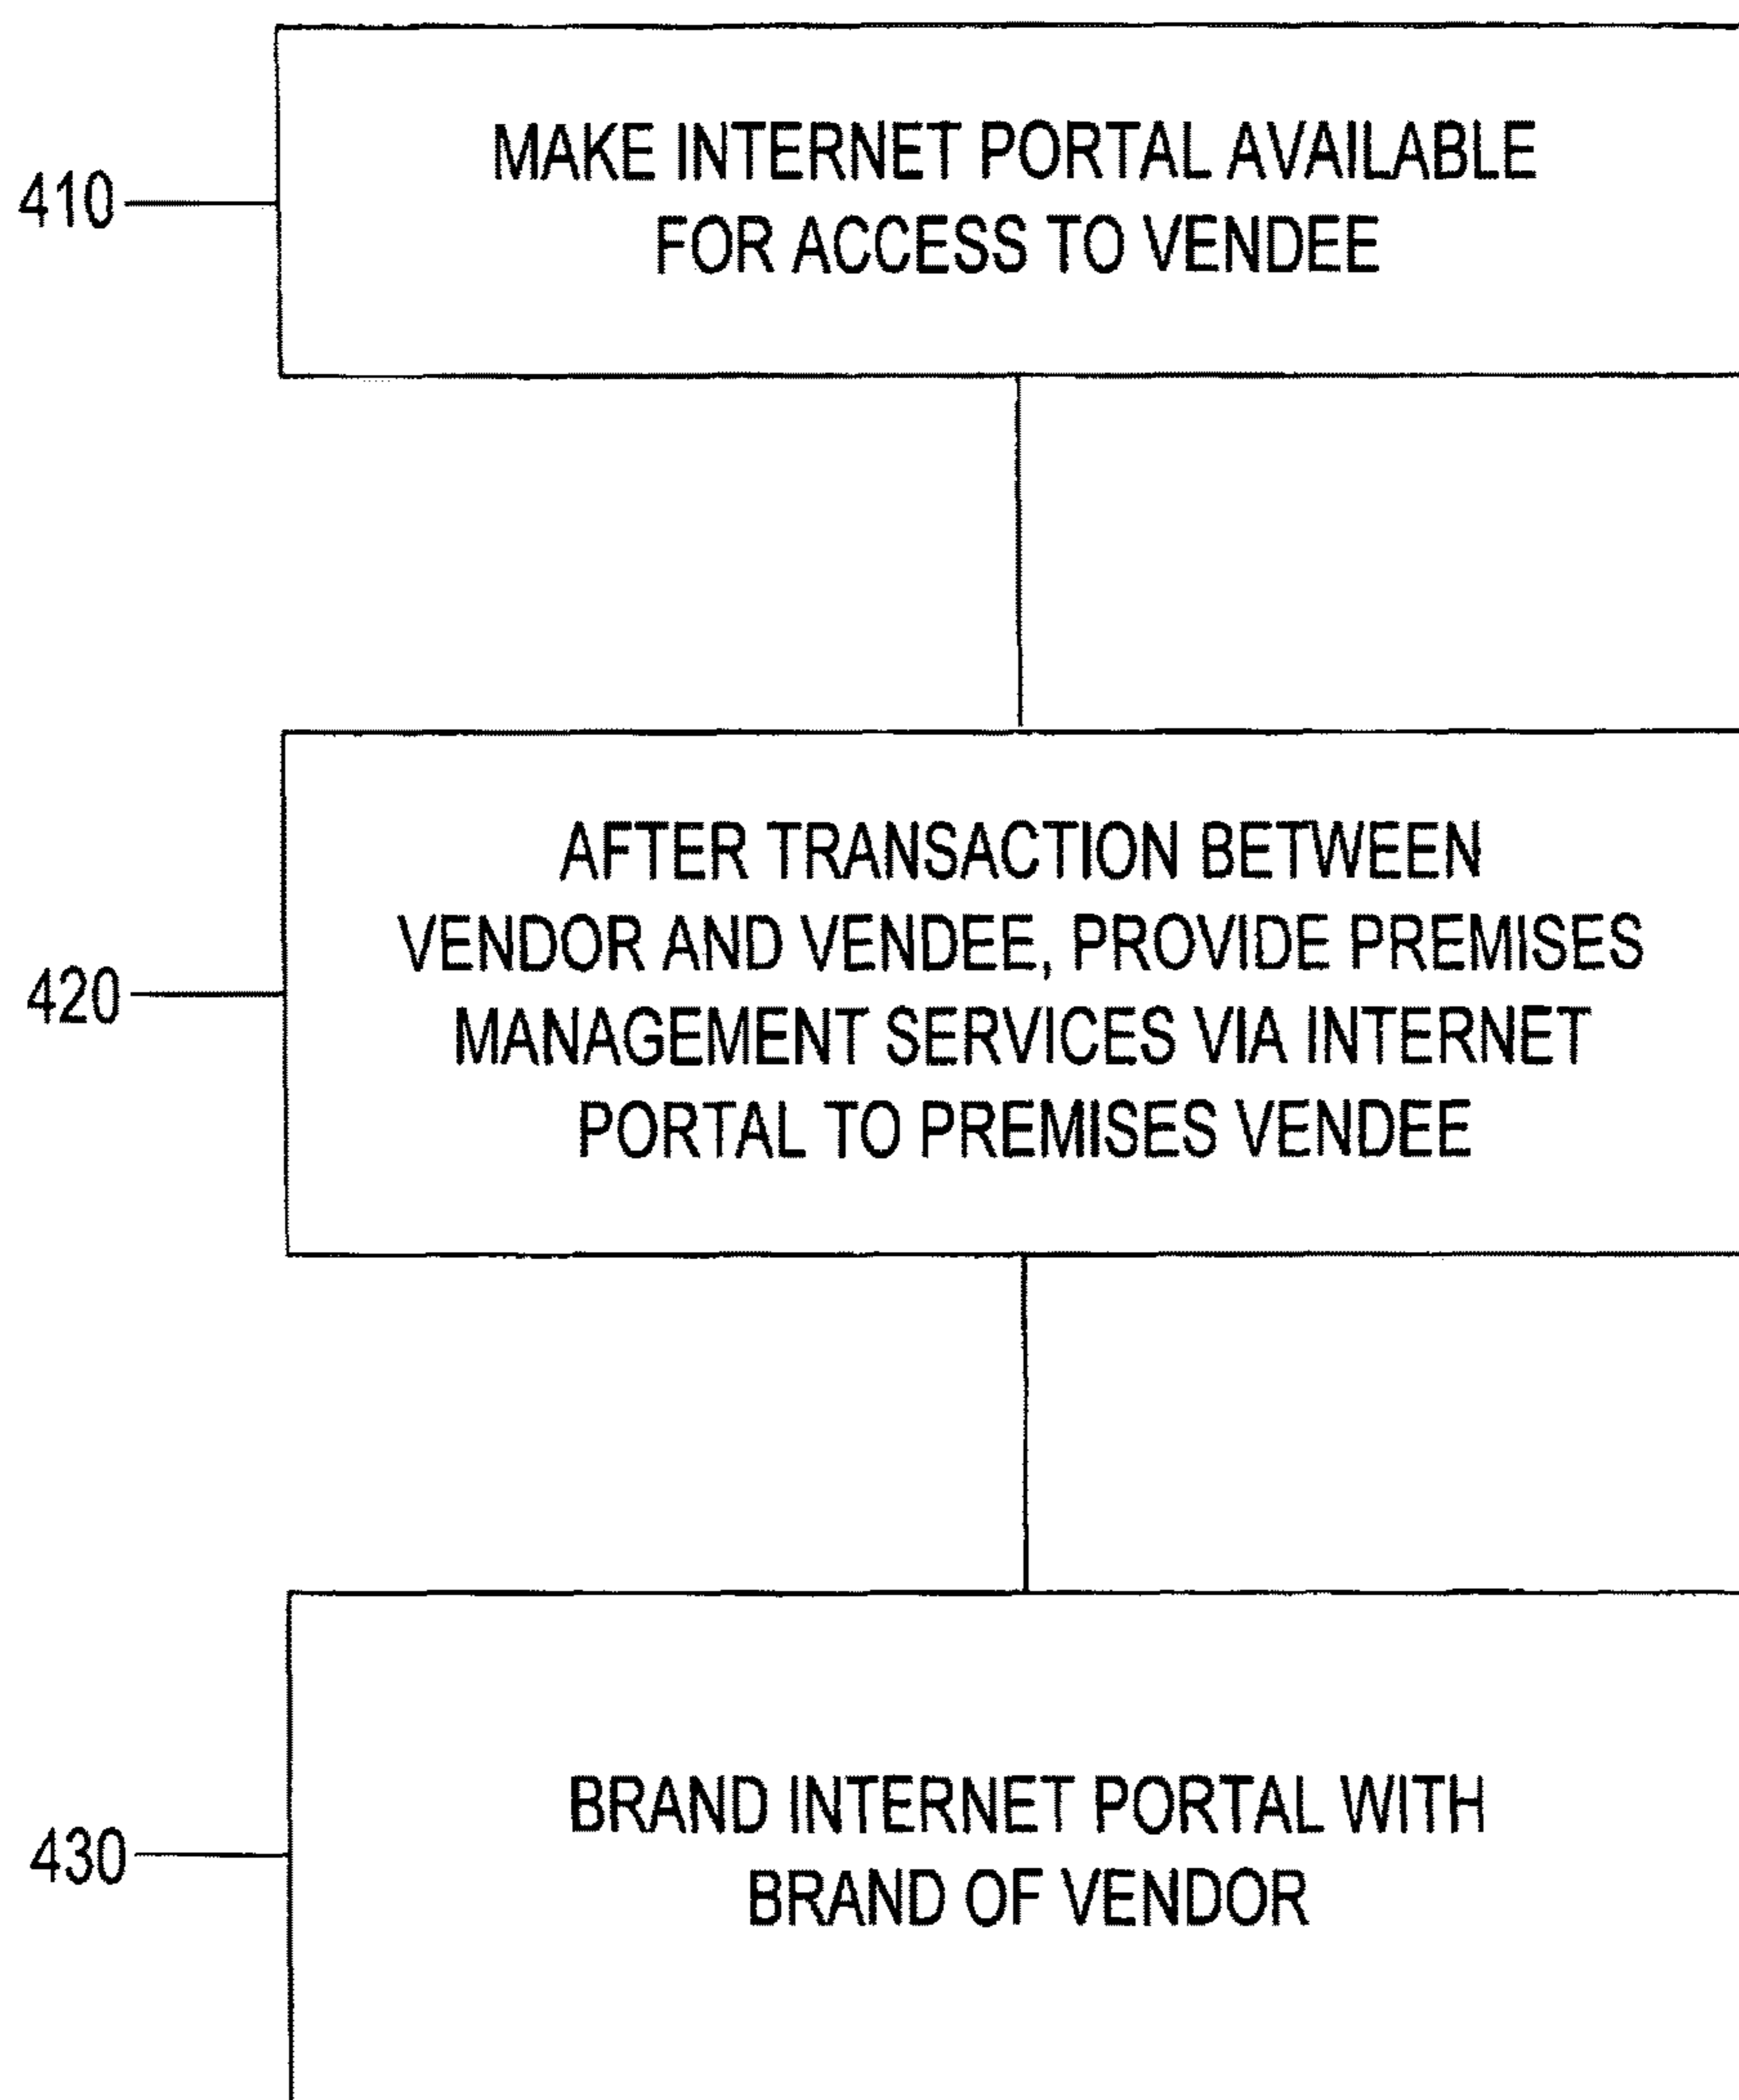 410
MAKE INTERNET PORTAL AVAILABLE
FOR ACCESS TO VENDEE
420
AFTER TRANSACTION BETWEEN
VENDOR AND VENDEE, PROVIDE PREMISES
MANAGEMENT SERVICES VIA INTERNET
PORTAL TO PREMISES VENDEE
430
BRAND INTERNET PORTAL WITH
BRAND OF VENDOR